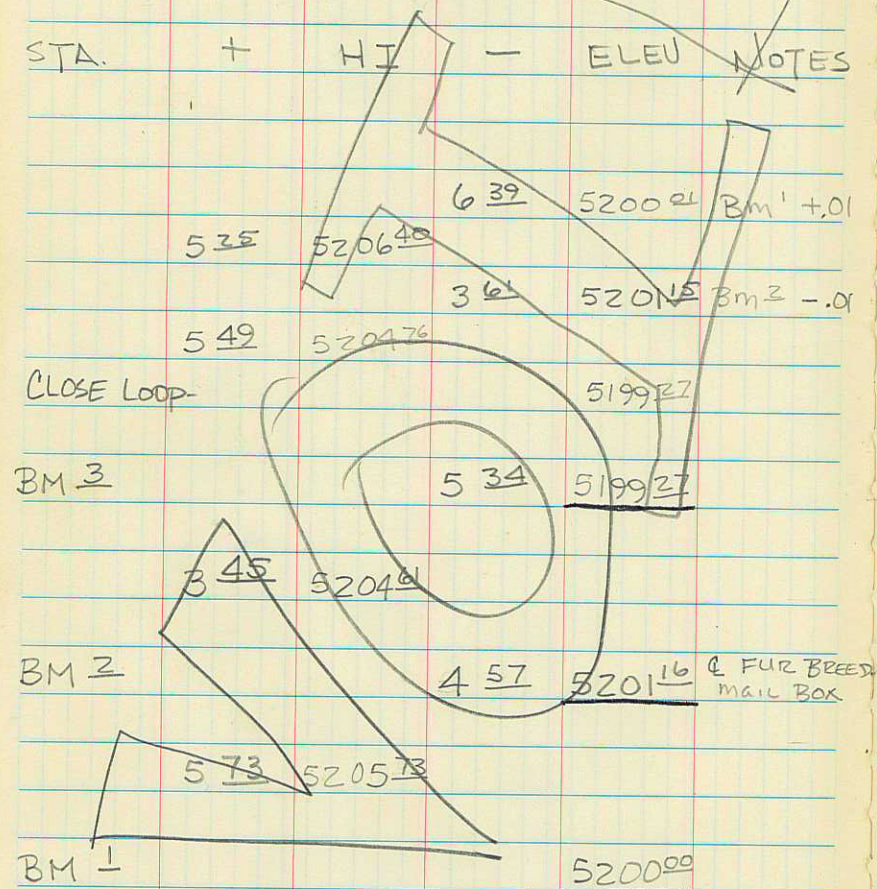 STA. + HI - ELEV NOTES
6 39 5200 01 BM 1 +.01
5 25 5206 40
3 61 5201 15 BM 2 -.01
5 49 5204 76
CLOSE LOOP- 5199 27
BM 3 5 34 5199 27
3 45 5204 61
BM 2 4 57 5201 16 ℄ FUR BREED.
MAIL BOX
5 73 5205 73
BM 1 5200 00